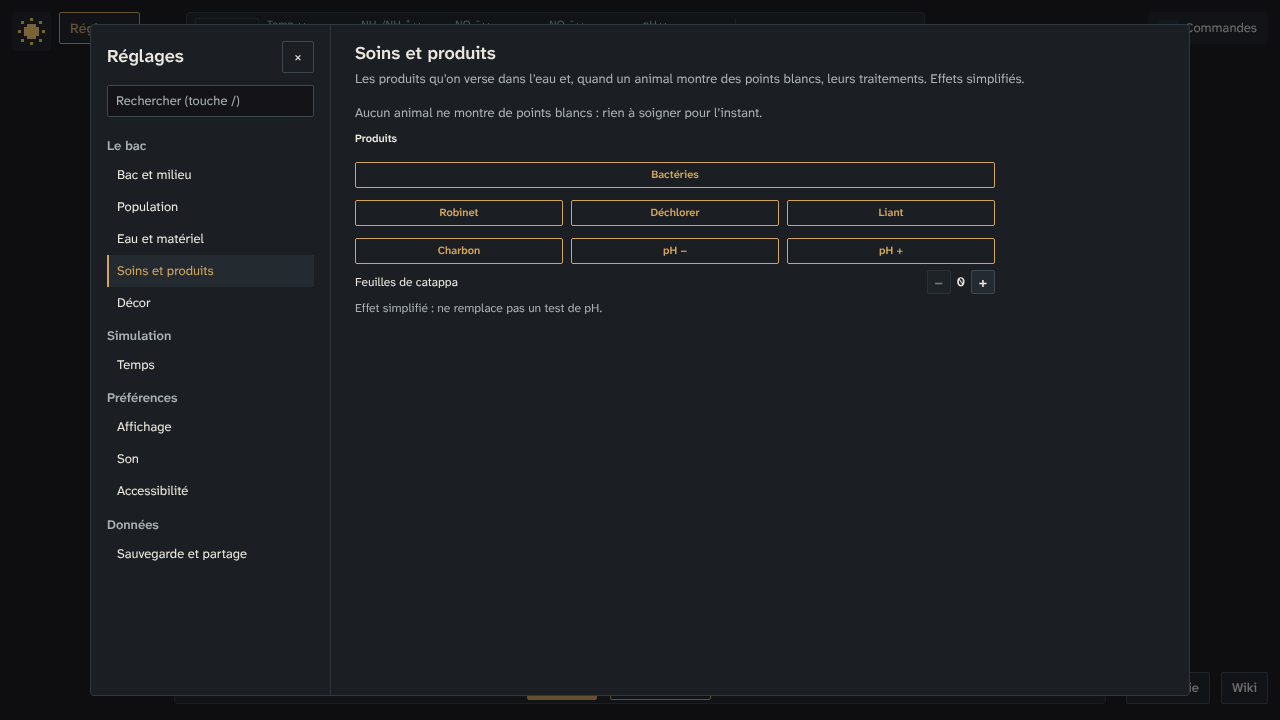 Réglages
×
Rechercher (touche /)
Le bac
Bac et milieu
Population
Eau et matériel
Soins et produits
Décor
Simulation
Temps
Préférences
Affichage
Son
Accessibilité
Données
Sauvegarde et partage
Soins et produits
Les produits qu'on verse dans l'eau et, quand un animal montre des points blancs, leurs traitements. Effets simplifiés.
Aucun animal ne montre de points blancs : rien à soigner pour l'instant.
Produits
Bactéries
Robinet Déchlorer Liant
Charbon pH − pH +
Feuilles de catappa − 0 +
Effet simplifié : ne remplace pas un test de pH.
Commandes
Wiki